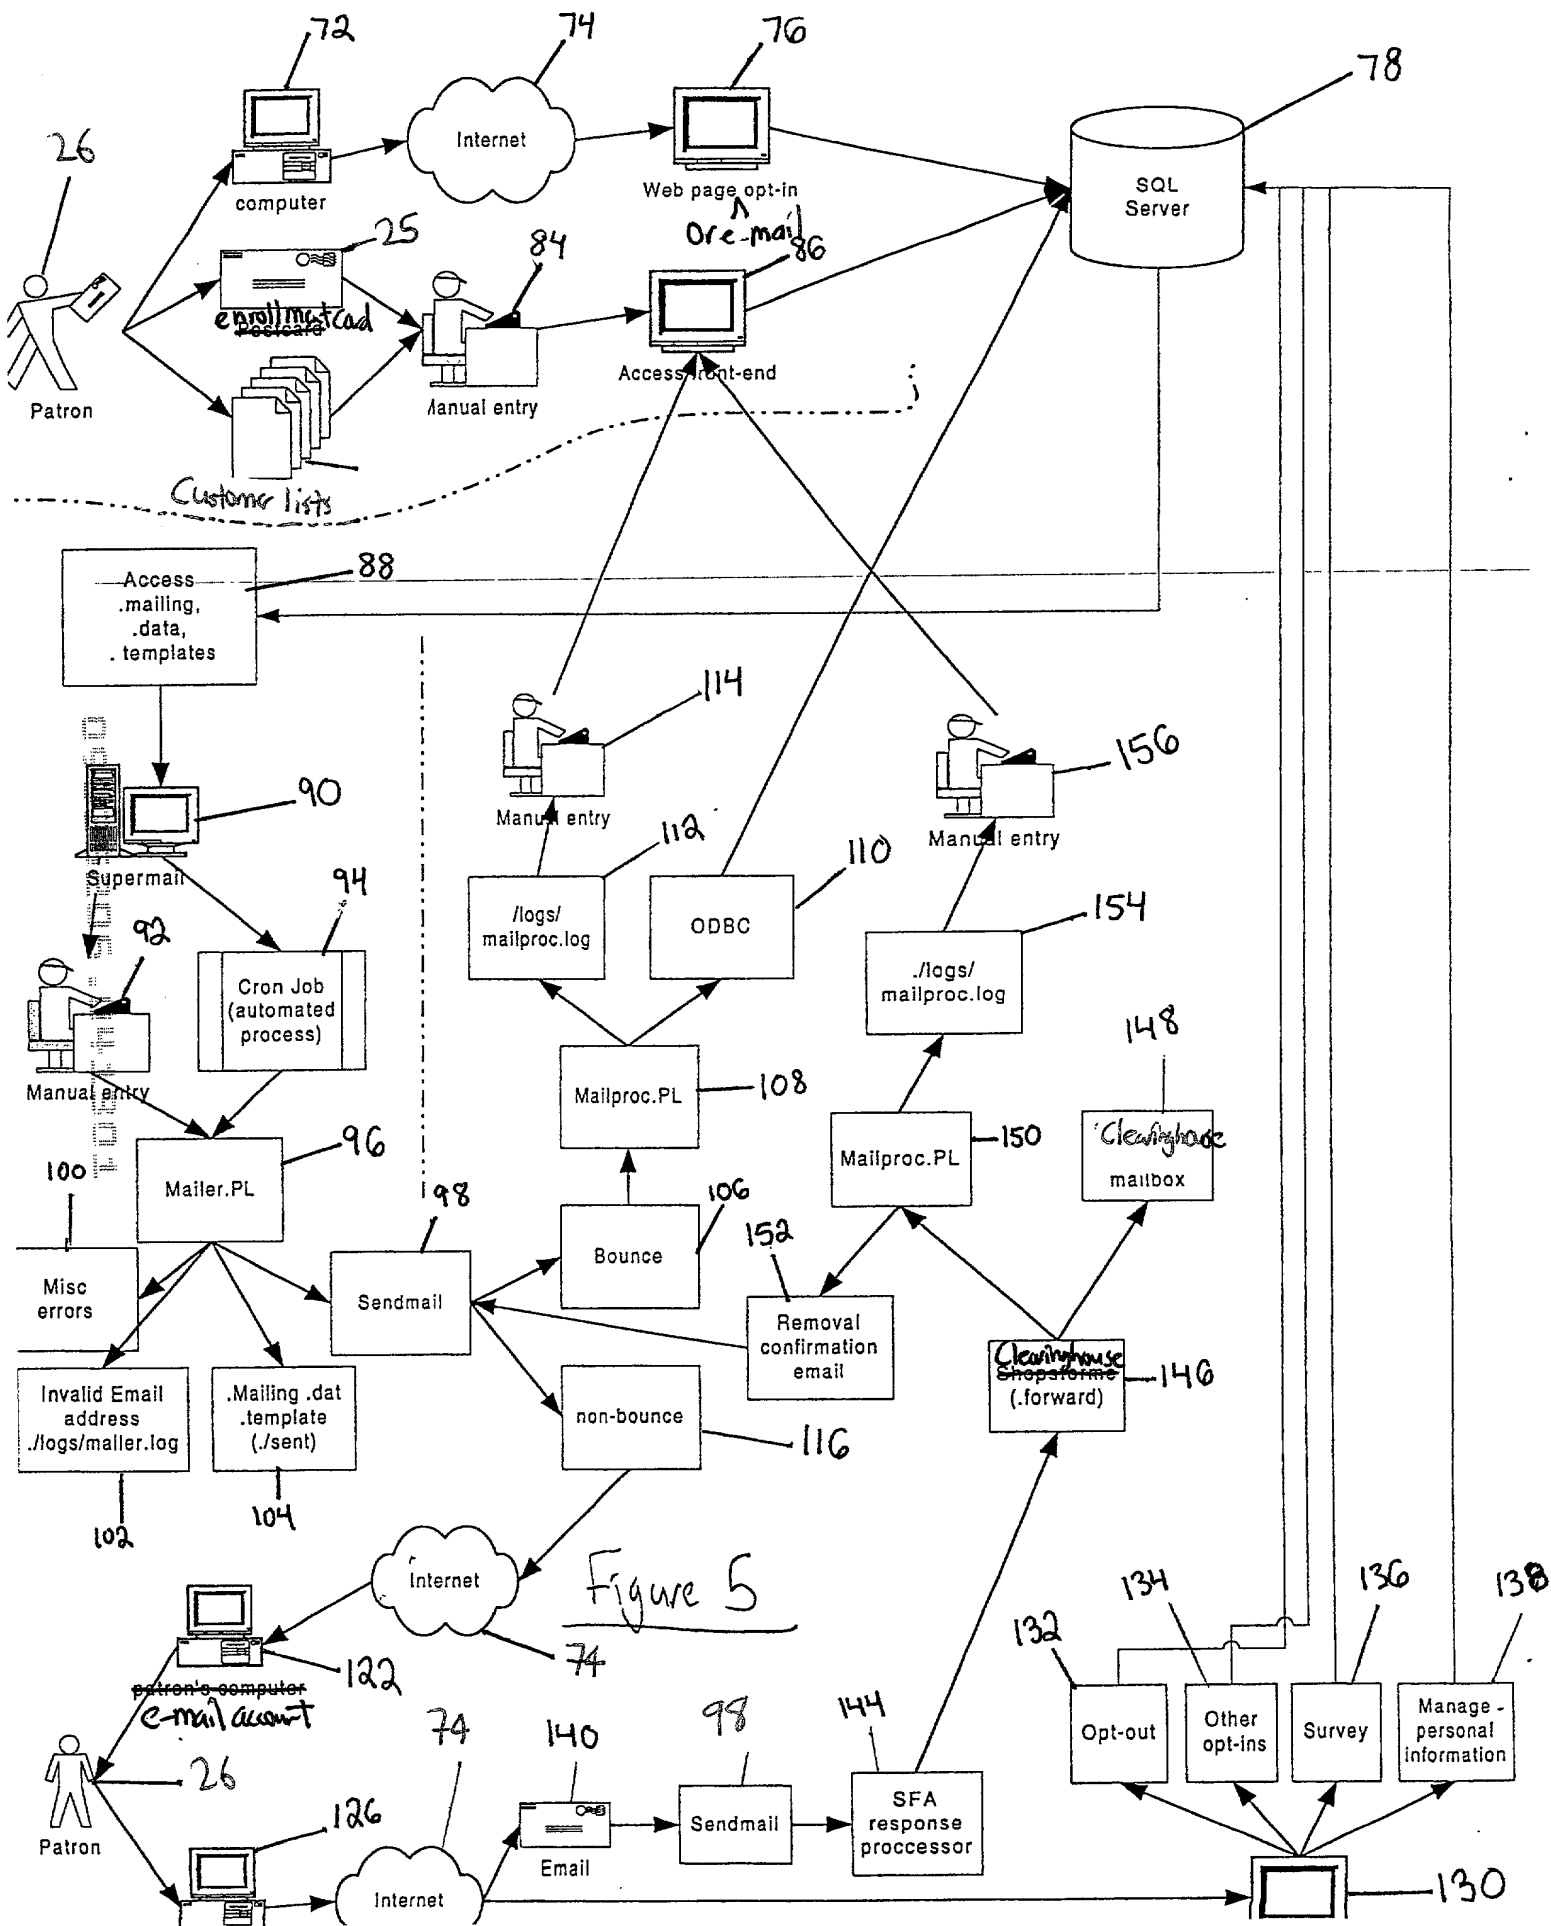 72
74
76
78
26
Internet
SQL
Server
computer
Web page opt-in
^
or e-mail
25
84
86
enrollment card
Postcard
Access front-end
Patron
Manual entry
Customer lists
88
Access
.mailing,
.data,
. templates
114
156
90
Manual entry
112
Manual entry
110
Supermail
94
154
92
/logs/
mailproc.log
ODBC
./logs/
mailproc.log
Cron Job
(automated
process)
148
Mailproc.PL
108
Manual entry
Clearinghouse
mailbox
96
Mailproc.PL
150
100
Mailer.PL
98
106
152
Misc
errors
Sendmail
Bounce
Removal
confirmation
email
Clearinghouse
Shopsforme
(.forward)
146
Invalid Email
address
./logs/mailer.log
.Mailing .dat
.template
(./sent)
non-bounce
116
102
104
Internet
Figure 5
134
136
138
132
74
122
patron's computer
e-mail account
74
140
98
144
Opt-out
Other
opt-ins
Survey
Manage -
personal
information
26
Patron
126
Sendmail
SFA
response
proccessor
Email
Internet
130